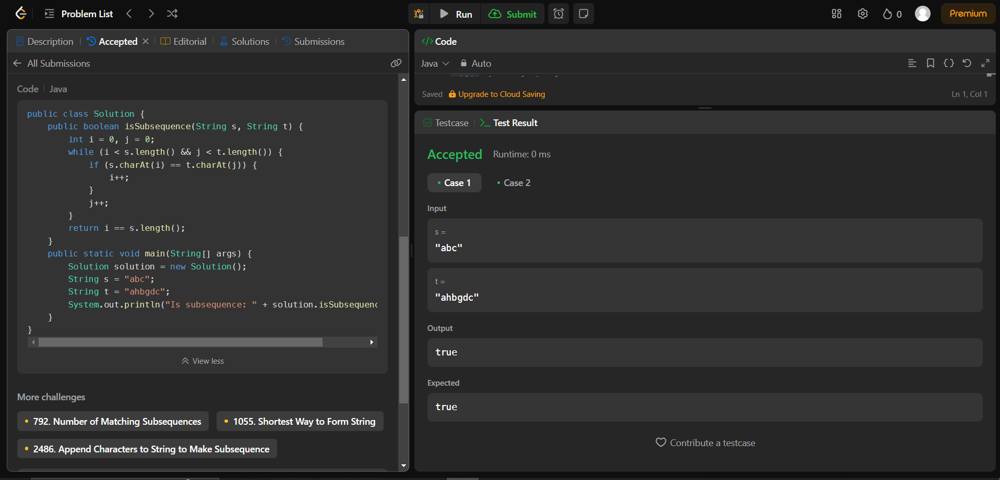 Problem List
Run
Submit
0
Premium
Description
Accepted
Editorial
Solutions
Submissions
All Submissions
Code
Java
public class Solution {
    public boolean isSubsequence(String s, String t) {
        int i = 0, j = 0;
        while (i < s.length() && j < t.length()) {
            if (s.charAt(i) == t.charAt(j)) {
                i++;
            }
            j++;
        }
        return i == s.length();
    }
    public static void main(String[] args) {
        Solution solution = new Solution();
        String s = "abc";
        String t = "ahbgdc";
        System.out.println("Is subsequence: " + solution.isSubsequenc
    }
}
View less
More challenges
792. Number of Matching Subsequences
1055. Shortest Way to Form String
2486. Append Characters to String to Make Subsequence
</>Code
Java
Auto
Saved
Upgrade to Cloud Saving
Ln 1, Col 1
Testcase
Test Result
Accepted
Runtime: 0 ms
Case 1
Case 2
Input
s =
"abc"
t =
"ahbgdc"
Output
true
Expected
true
Contribute a testcase